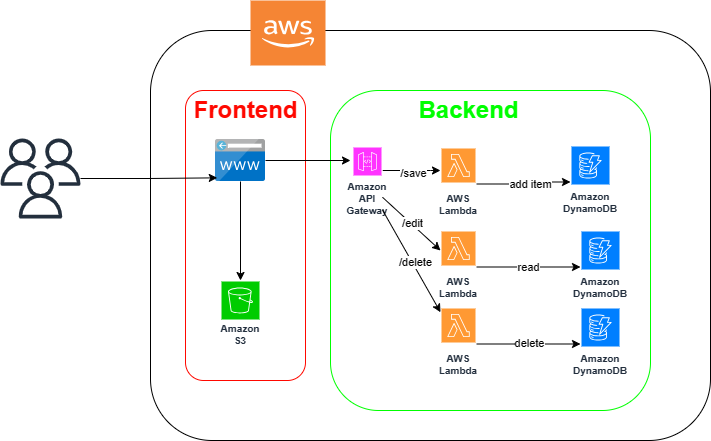 aws
Frontend
Backend
WWW
Amazon
API
Gateway
/save
AWS
Lambda
add item
Amazon
DynamoDB
/edit
AWS
Lambda
read
Amazon
DynamoDB
/delete
AWS
Lambda
delete
Amazon
DynamoDB
Amazon
S3